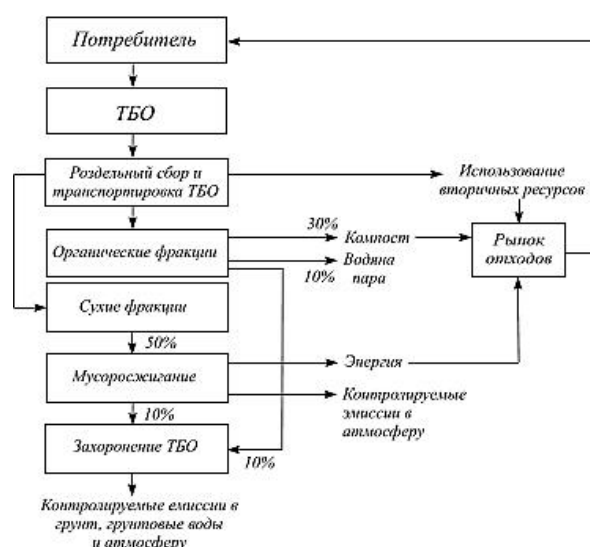 Потребитель
ТБО
Роздельный сбор и
транспортировка ТБО
Использование
вторичных ресурсов
Органические фракции
30%
Компост
Рынок
отходов
10%
Водяна
пара
Сухие фракции
50%
Мусоросжигание
Энергия
Контролируемые
эмиссии в
атмосферу
10%
Захоронение ТБО
10%
Контролируемые емиссии в
грунт, грунтовые воды
и атмосферу